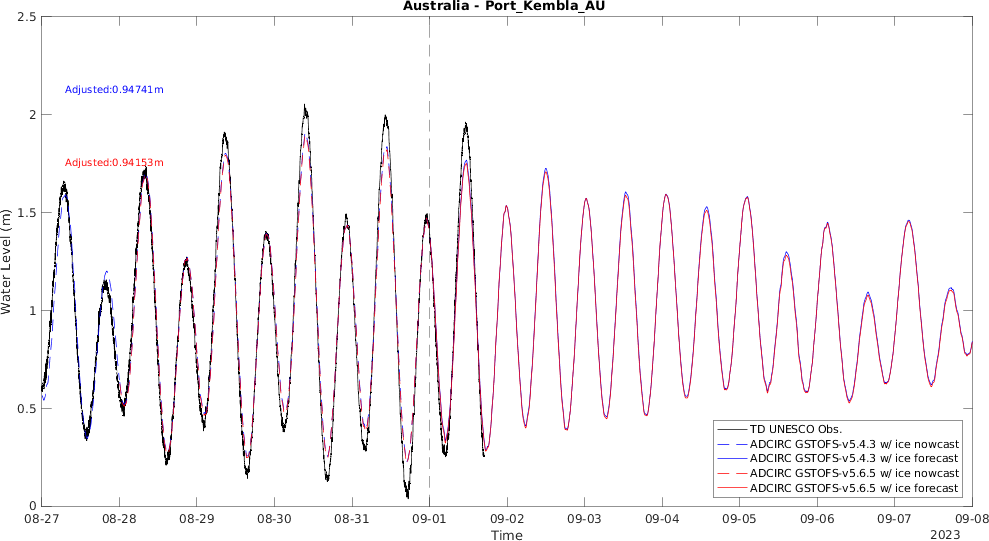 Australia - Port_Kembla_AU
2.5
2
1.5
1
0.5
0
Water Level (m)
Adjusted:0.94741m
Adjusted:0.94153m
TD UNESCO Obs.
ADCIRC GSTOFS-v5.4.3 w/ ice nowcast
ADCIRC GSTOFS-v5.4.3 w/ ice forecast
ADCIRC GSTOFS-v5.6.5 w/ ice nowcast
ADCIRC GSTOFS-v5.6.5 w/ ice forecast
08-27 08-28 08-29 08-30 08-31 09-01 09-02 09-03 09-04 09-05 09-06 09-07 09-08
Time
2023